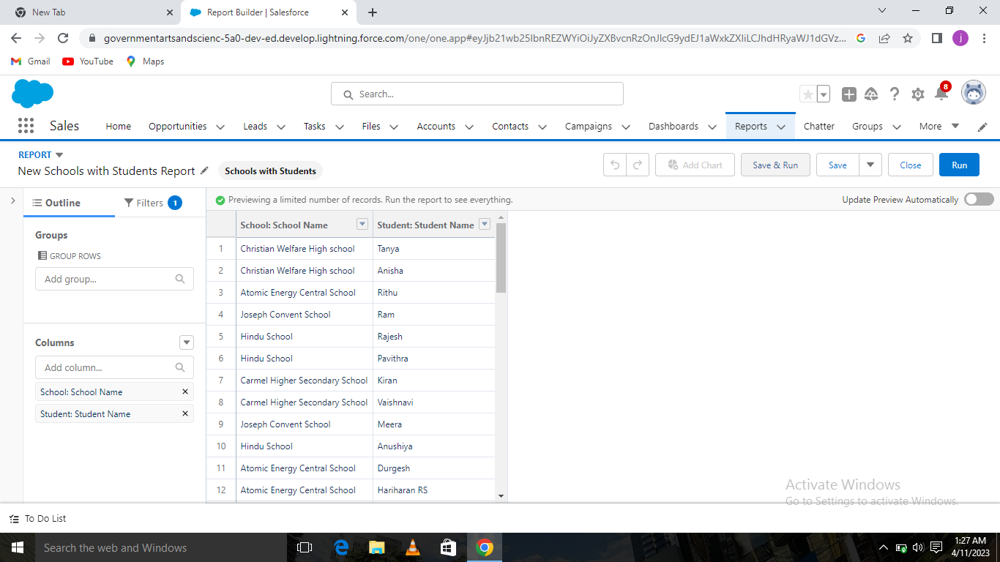 New Tab
Report Builder | Salesforce
governmentartsandscienc-5a0-dev-ed.develop.lightning.force.com/one/one.app#eyJjb21wb25lbnREZWYiOiJyZXBvcnRzOnJlcG9ydEJ1aWxkZXIiLCJhdHRyaWJ1dGVz...
j
Gmail YouTube Maps
Search...
8
Sales Home Opportunities Leads Tasks Files Accounts Contacts Campaigns Dashboards Reports Chatter Groups More
REPORT
New Schools with Students Report
Schools with Students
Add Chart Save & Run Save Close Run
Outline Filters 1
Previewing a limited number of records. Run the report to see everything.
Update Preview Automatically
Groups
GROUP ROWS
Add group...
Columns
Add column...
School: School Name
Student: Student Name
School: School Name Student: Student Name
1 Christian Welfare High school Tanya
2 Christian Welfare High school Anisha
3 Atomic Energy Central School Rithu
4 Joseph Convent School Ram
5 Hindu School Rajesh
6 Hindu School Pavithra
7 Carmel Higher Secondary School Kiran
8 Carmel Higher Secondary School Vaishnavi
9 Joseph Convent School Meera
10 Hindu School Anushiya
11 Atomic Energy Central School Durgesh
12 Atomic Energy Central School Hariharan RS
Activate Windows
Go to Settings to activate Windows.
To Do List
Search the web and Windows
1:27 AM
4/11/2023